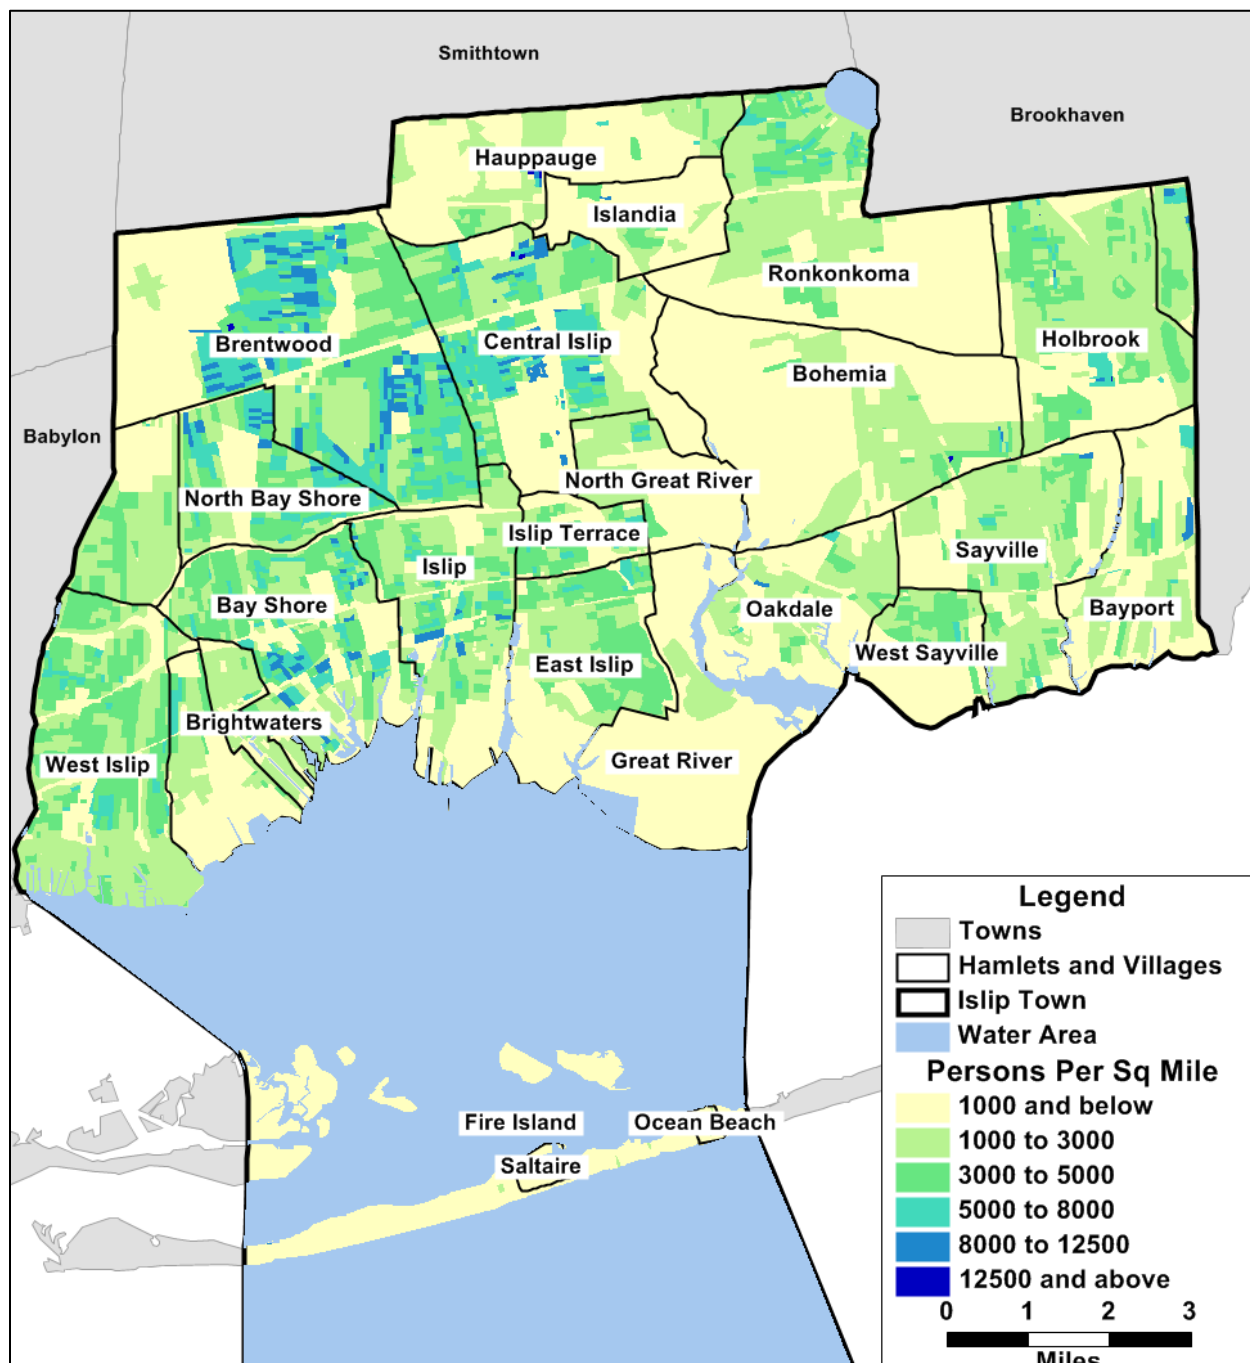 Smithtown
Brookhaven
Hauppauge
Islandia
Ronkonkoma
Brentwood
Central Islip
Holbrook
Bohemia
Babylon
North Bay Shore
North Great River
Islip Terrace
Sayville
Islip
Bay Shore
Oakdale
Bayport
West Sayville
East Islip
Brightwaters
West Islip
Great River
Fire Island
Ocean Beach
Saltaire
Legend
Towns
Hamlets and Villages
Islip Town
Water Area
Persons Per Sq Mile
1000 and below
1000 to 3000
3000 to 5000
5000 to 8000
8000 to 12500
12500 and above
0 1 2 3
Miles